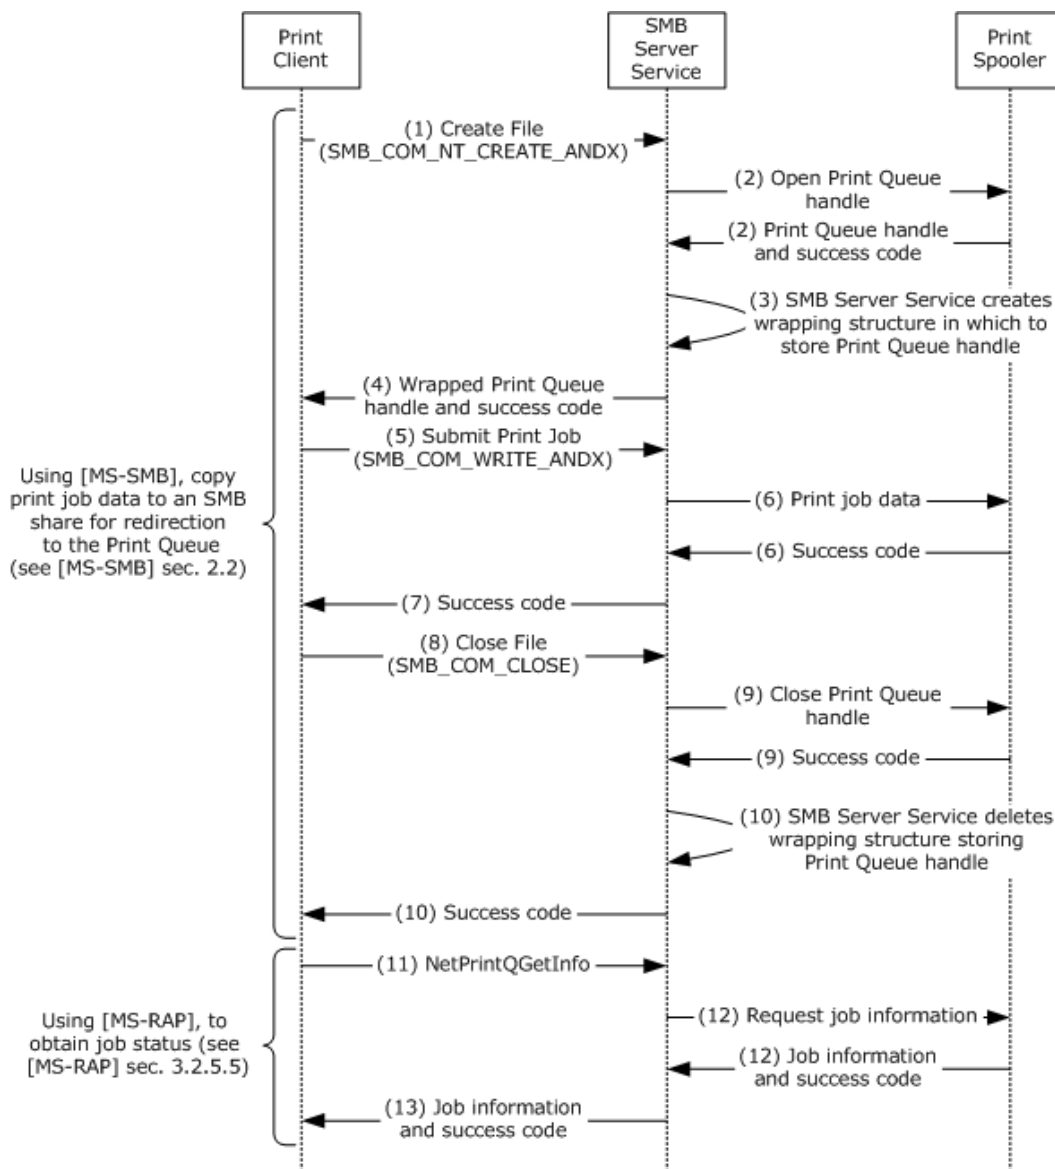 Print
Client
SMB
Server
Service
Print
Spooler
(1) Create File
(SMB_COM_NT_CREATE_ANDX)
(2) Open Print Queue
handle
(2) Print Queue handle
and success code
(3) SMB Server Service creates
wrapping structure in which to
store Print Queue handle
(4) Wrapped Print Queue
handle and success code
(5) Submit Print Job
(SMB_COM_WRITE_ANDX)
Using [MS-SMB], copy
print job data to an SMB
share for redirection
to the Print Queue
(see [MS-SMB] sec. 2.2)
(6) Print job data
(6) Success code
(7) Success code
(8) Close File
(SMB_COM_CLOSE)
(9) Close Print Queue
handle
(9) Success code
(10) SMB Server Service deletes
wrapping structure storing
Print Queue handle
(10) Success code
(11) NetPrintQGetInfo
Using [MS-RAP], to
obtain job status (see
[MS-RAP] sec. 3.2.5.5)
(12) Request job information
(12) Job information
and success code
(13) Job information
and success code